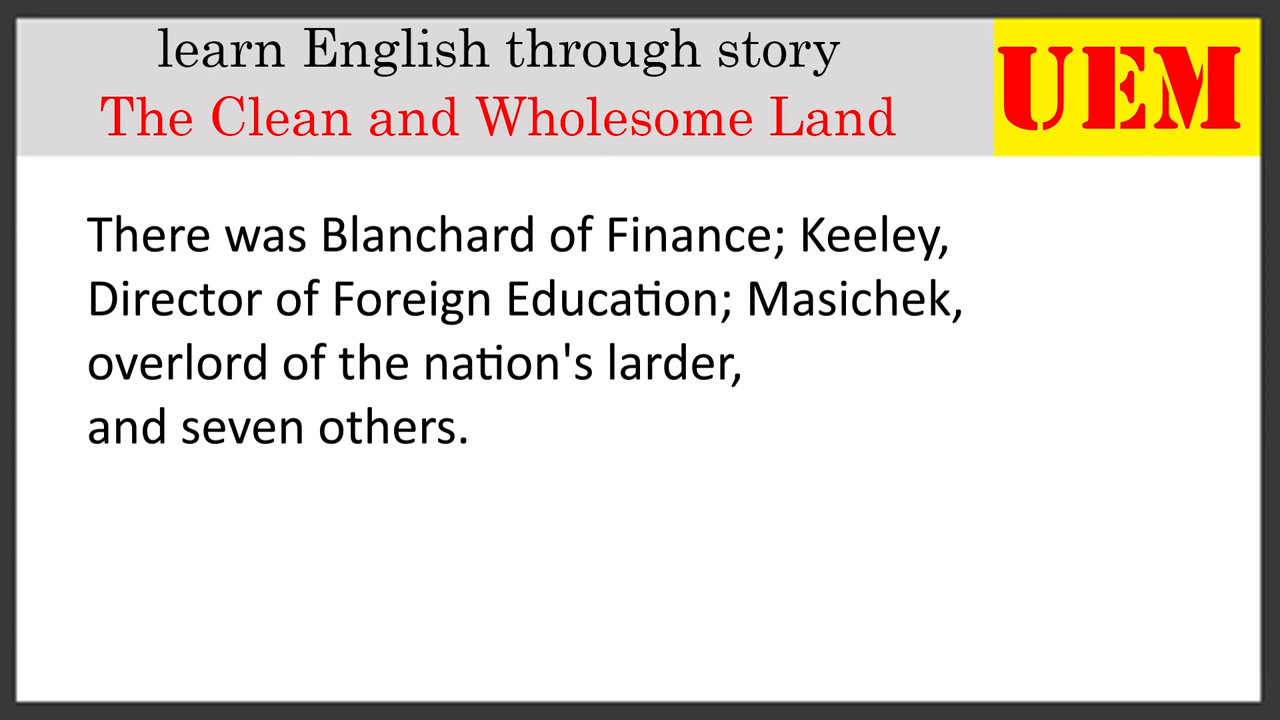 learn English through story
The Clean and Wholesome Land
UEM
There was Blanchard of Finance; Keeley,
Director of Foreign Education; Masichek,
overlord of the nation's larder,
and seven others.